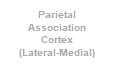 Parietal
Association
Cortex
(Lateral-Medial)